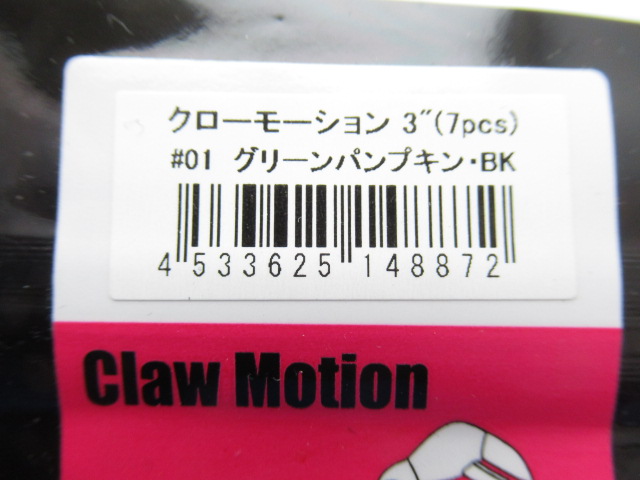 クローモーション 3"(7pcs)
#01 グリーンパンプキン・BK
4 533625 148872
Claw Motion